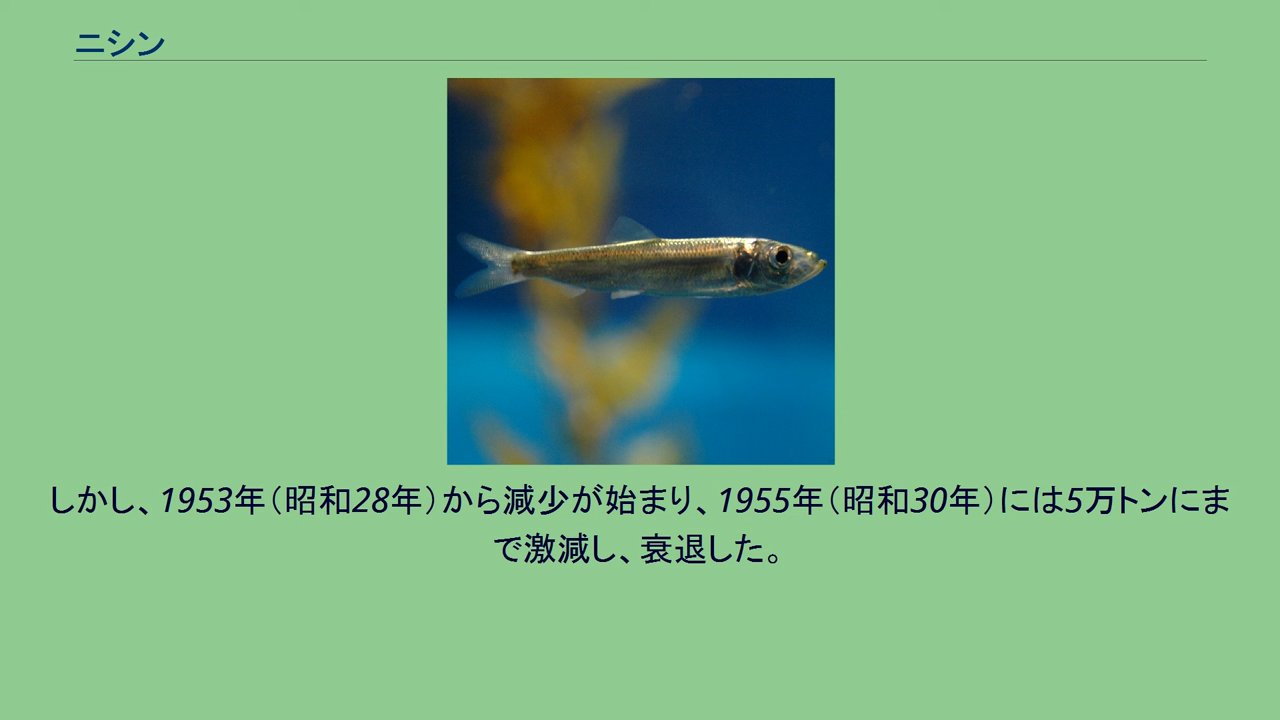 ニシン
しかし、1953年（昭和28年）から減少が始まり、1955年（昭和30年）には5万トンにま
で激減し、衰退した。